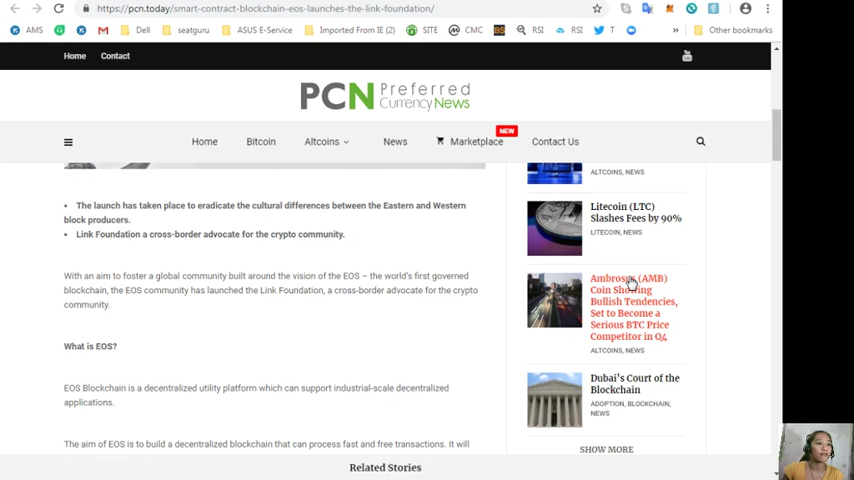 https://pcn.today/smart-contract-blockchain-eos-launches-the-link-foundation/
AMS
Dell
seatguru
ASUS E-Service
Imported From IE (2)
SITE
CMC
RSI
RSI
T
»
Other bookmarks
Home
Contact
PCN Preferred
Currency News
Home
Bitcoin
Altcoins
News
NEW
Marketplace
Contact Us
• The launch has taken place to eradicate the cultural differences between the Eastern and Western
block producers.
• Link Foundation a cross-border advocate for the crypto community.
With an aim to foster a global community built around the vision of the EOS – the world's first governed
blockchain, the EOS community has launched the Link Foundation, a cross-border advocate for the crypto
community.
What is EOS?
EOS Blockchain is a decentralized utility platform which can support industrial-scale decentralized
applications.
The aim of EOS is to build a decentralized blockchain that can process fast and free transactions. It will
ALTCOINS, NEWS
Litecoin (LTC)
Slashes Fees by 90%
LITECOIN, NEWS
(AMB)
Coin
Bullish Tendencies,
Set to Become a
Serious BTC Price
Competitor in Q4
ALTCOINS, NEWS
Dubai's Court of the
Blockchain
ADOPTION, BLOCKCHAIN,
NEWS
SHOW MORE
Related Stories